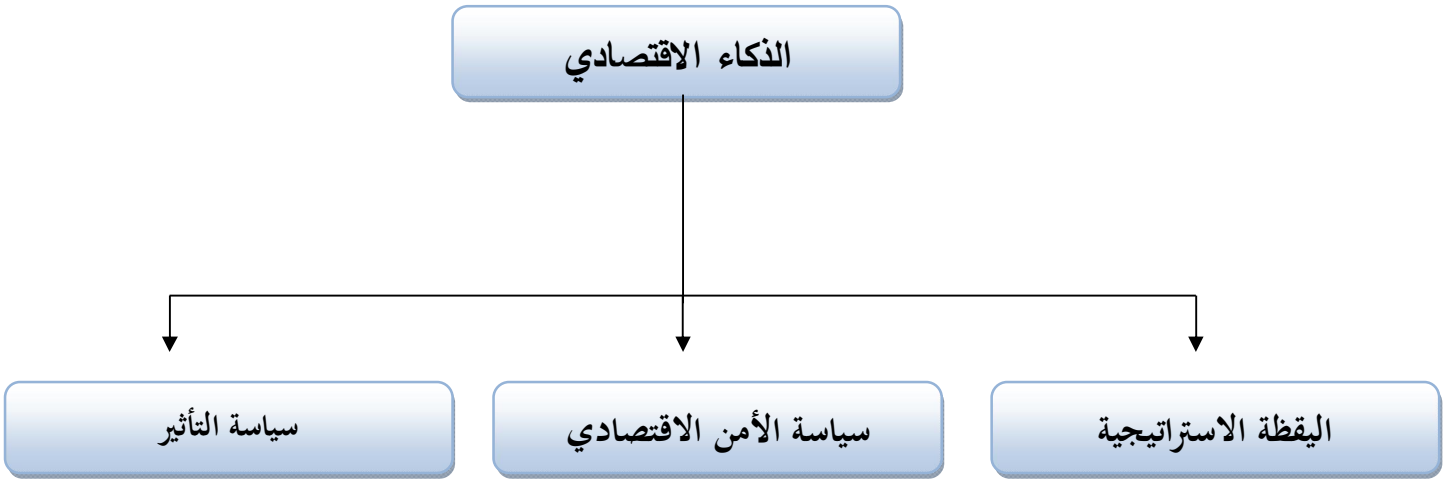 الذكاء الاقتصادي
اليقظة الاستراتيجية
سياسة الأمن الاقتصادي
سياسة التأثير